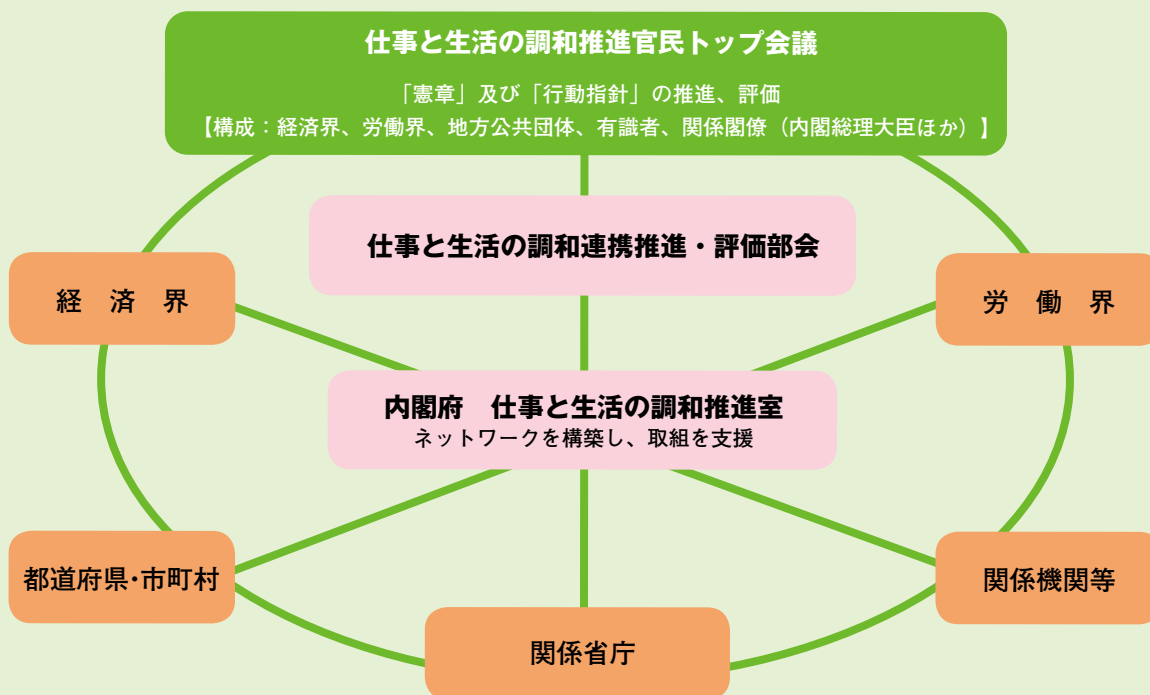 仕事と生活の調和推進官民トップ会議
「憲章」及び「行動指針」の推進、評価
【構成：経済界、労働界、地方公共団体、有識者、関係閣僚（内閣総理大臣ほか）】
仕事と生活の調和連携推進・評価部会
経　済　界
労　働　界
内閣府　仕事と生活の調和推進室
ネットワークを構築し、取組を支援
都道府県・市町村
関係機関等
関係省庁